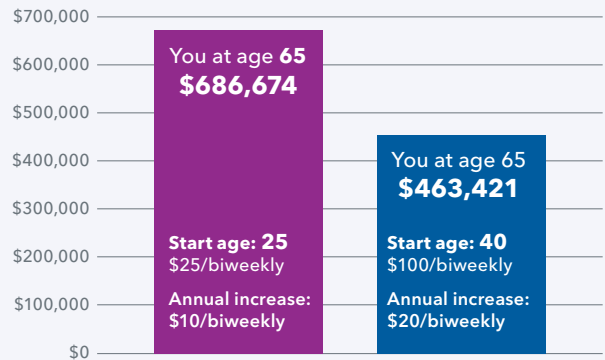 $700,000
$600,000
$500,000
$400,000
$300,000
$200,000
$100,000
$0
You at age 65
$686,674
Start age: 25
$25/biweekly
Annual increase:
$10/biweekly
You at age 65
$463,421
Start age: 40
$100/biweekly
Annual increase:
$20/biweekly